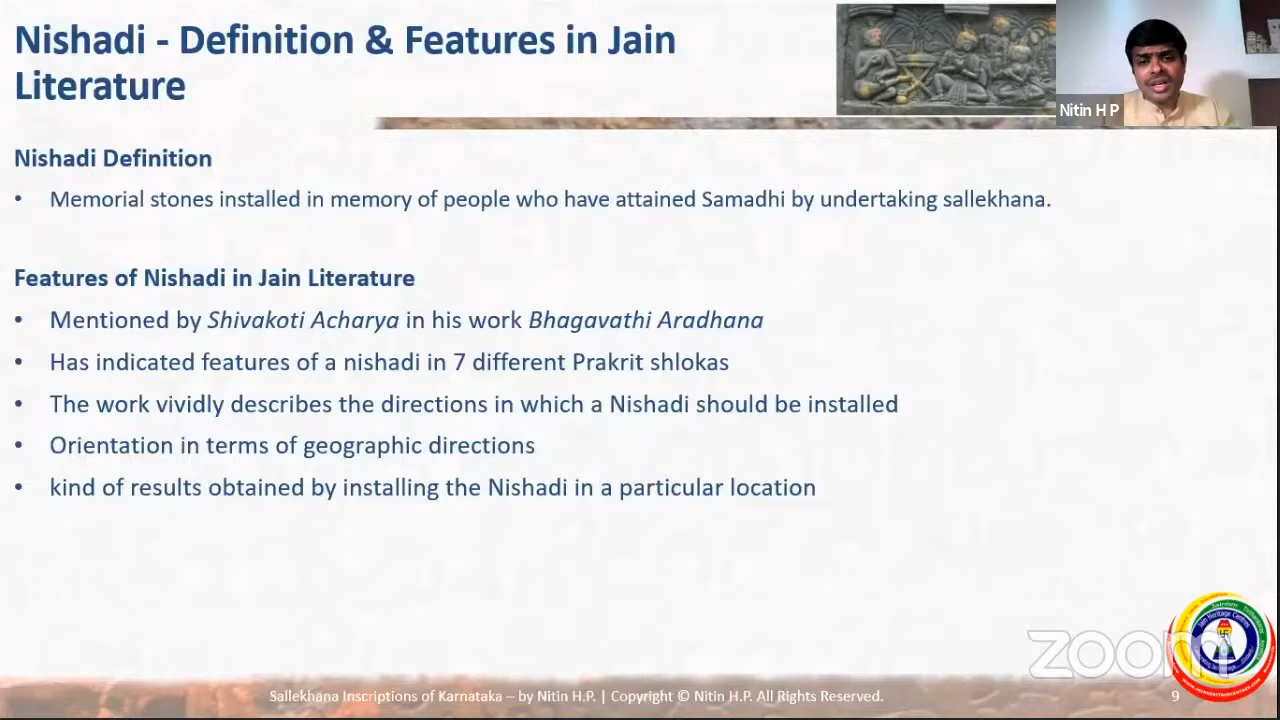 Nishadi - Definition & Features in Jain
Literature
Nitin H P
Nishadi Definition
• Memorial stones installed in memory of people who have attained Samadhi by undertaking sallekhana.
Features of Nishadi in Jain Literature
• Mentioned by Shivakoti Acharya in his work Bhagavathi Aradhana
• Has indicated features of a nishadi in 7 different Prakrit shlokas
• The work vividly describes the directions in which a Nishadi should be installed
• Orientation in terms of geographic directions
• kind of results obtained by installing the Nishadi in a particular location
zoom
Jain Heritage Centres
Sallekhana Inscriptions of Karnataka – by Nitin H.P. | Copyright © Nitin H.P. All Rights Reserved.
9